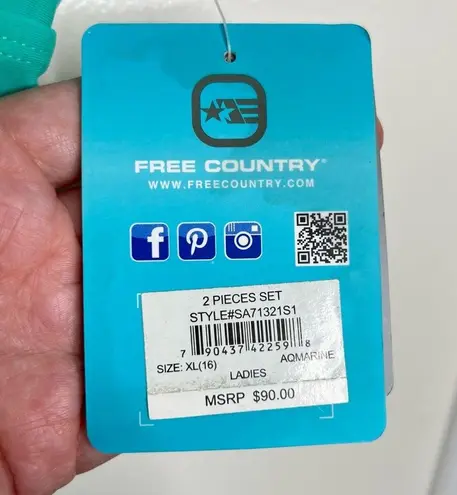 FREE COUNTRY®
WWW.FREECOUNTRY.COM
2 PIECES SET
STYLE#SA71321S1
7 90437 42259 8
SIZE: XL(16) AQMARINE
LADIES
MSRP $90.00